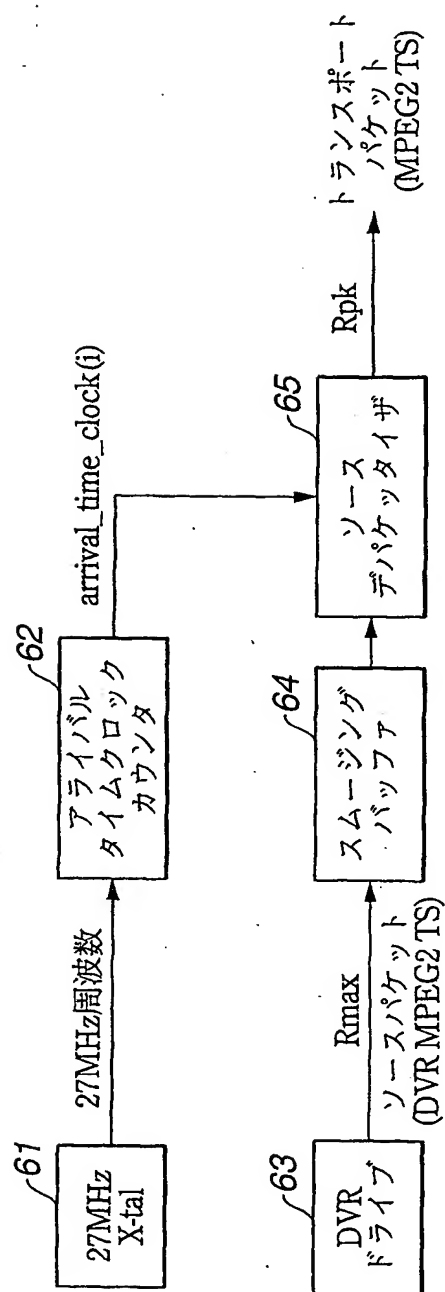 61
27MHz
X-tal
27MHz周波数
62
アライバル
タイムクロック
カウンタ
arrival_time_clock(i)
63
DVR
ドライブ
Rmax
ソースパケット
(DVR MPEG2 TS)
64
スムージング
バッファ
65
ソース
デパケッタイザ
Rpk
トランスポート
パケット
(MPEG2 TS)